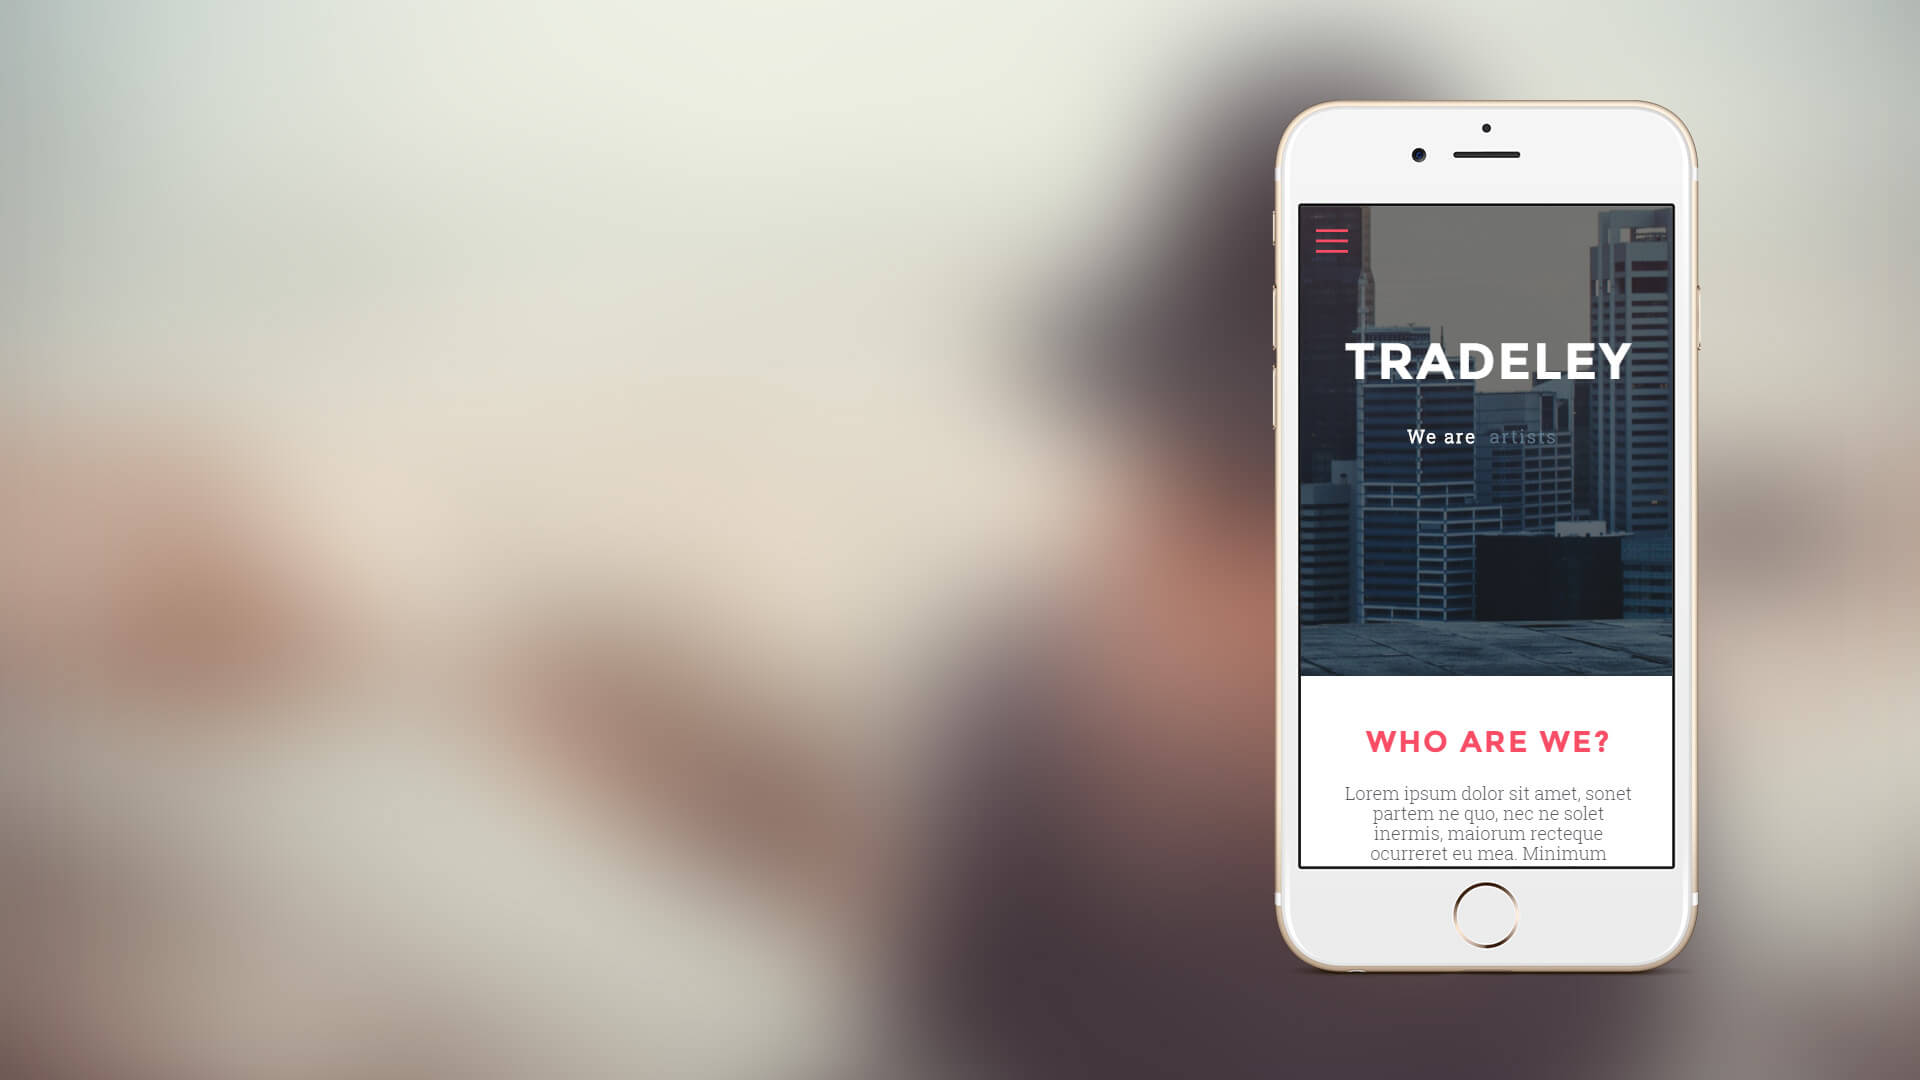 TRADELEY
We are artists
WHO ARE WE?
Lorem ipsum dolor sit amet, sonet
partem ne quo, nec ne solet
inermis, maiorum recteque
ocurreret eu mea. Minimum